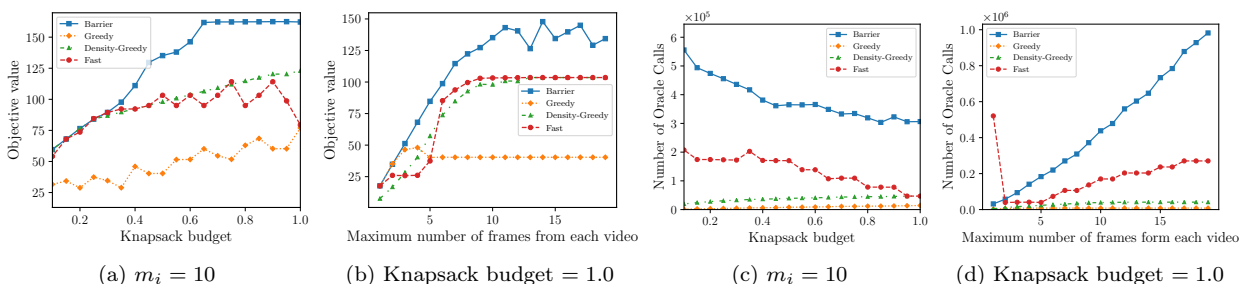 Objective value
150
125
100
75
50
25
Barrier
Greedy
Density-Greedy
Fast
0.2 0.4 0.6 0.8 1.0
Knapsack budget
(a) m_i = 10
Objective value
150
125
100
75
50
25
Barrier
Greedy
Density-Greedy
Fast
5 10 15
Maximum number of frames from each video
(b) Knapsack budget = 1.0
×10⁵
Number of Oracle Calls
7
6
5
4
3
2
1
0
Barrier
Greedy
Density-Greedy
Fast
0.2 0.4 0.6 0.8 1.0
Knapsack budget
(c) m_i = 10
×10⁶
Number of Oracle Calls
1.0
0.8
0.6
0.4
0.2
0.0
Barrier
Greedy
Density-Greedy
Fast
5 10 15
Maximum number of frames form each video
(d) Knapsack budget = 1.0